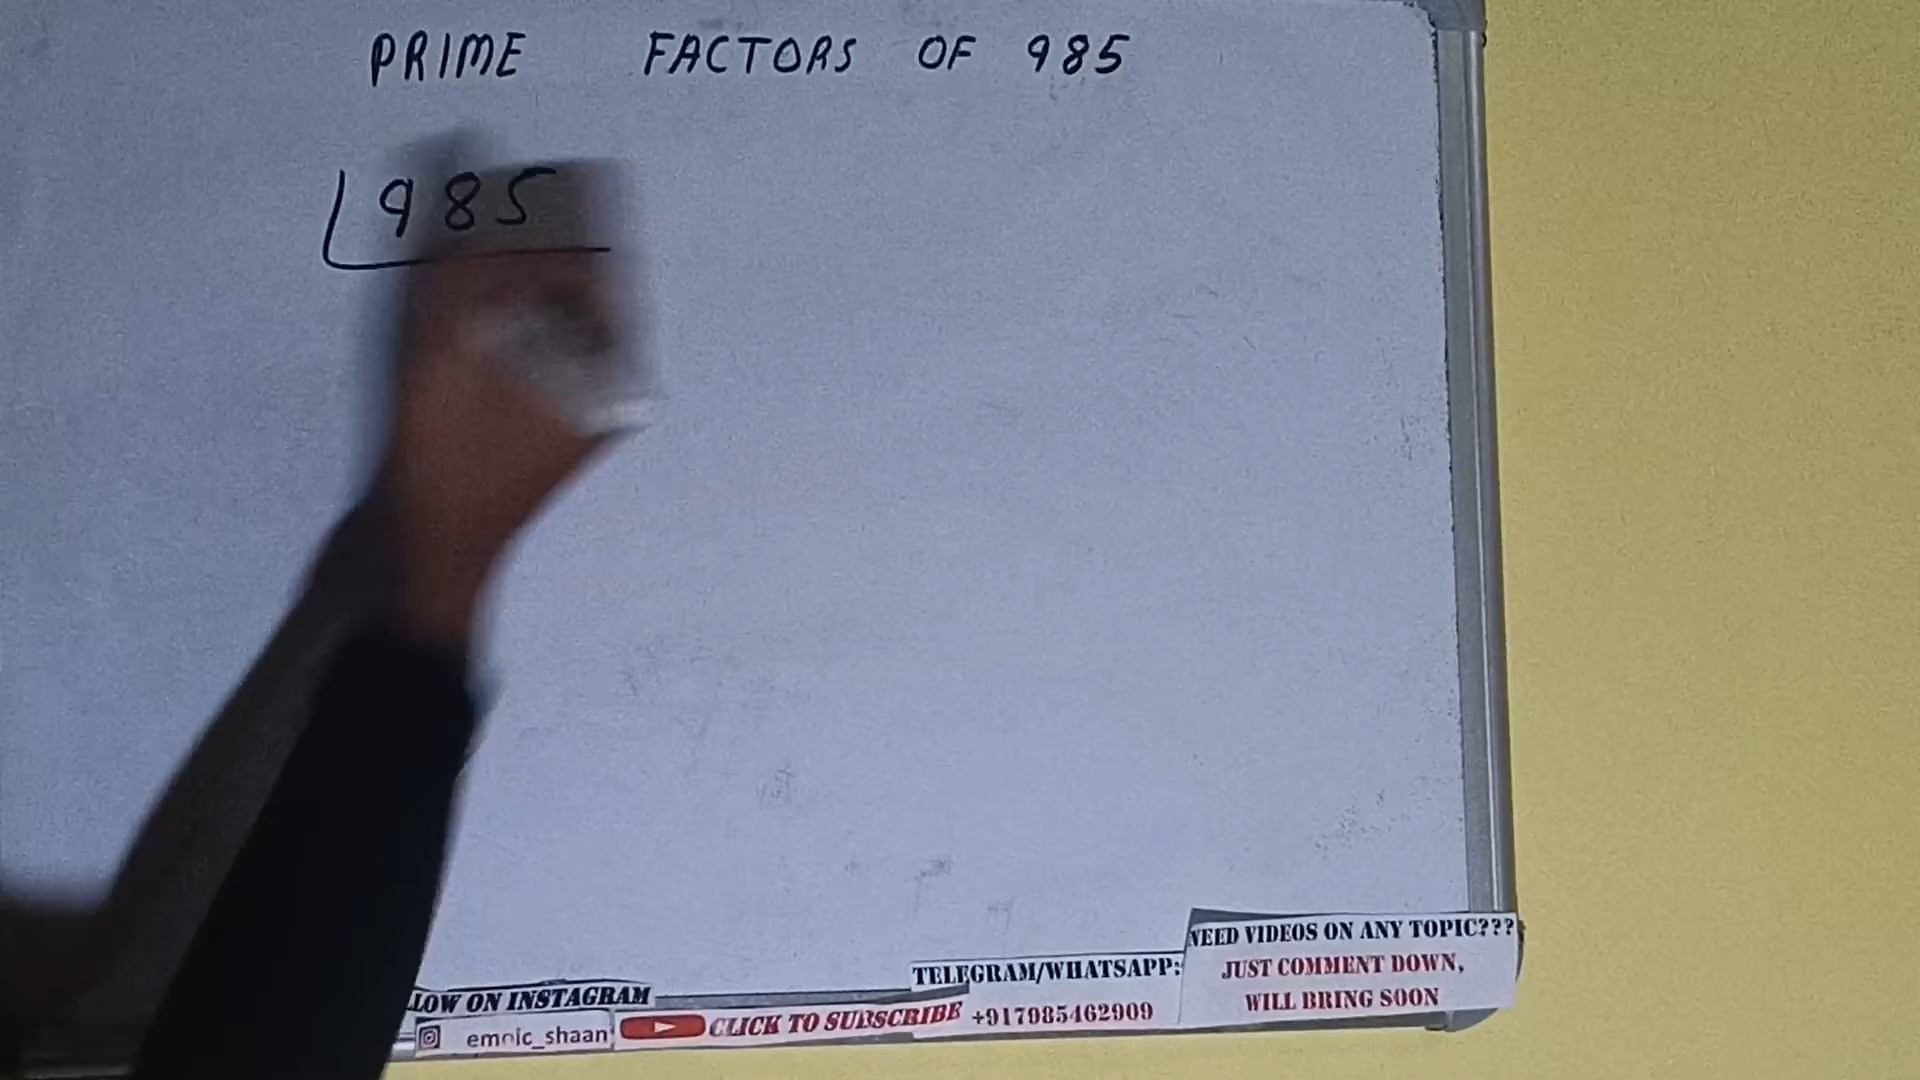 PRIME FACTORS OF 985
985
NEED VIDEOS ON ANY TOPIC???
JUST COMMENT DOWN,
WILL BRING SOON
TELEGRAM/WHATSAPP:
+917985462909
LOW ON INSTAGRAM
emoic_shaan
CLICK TO SUBSCRIBE